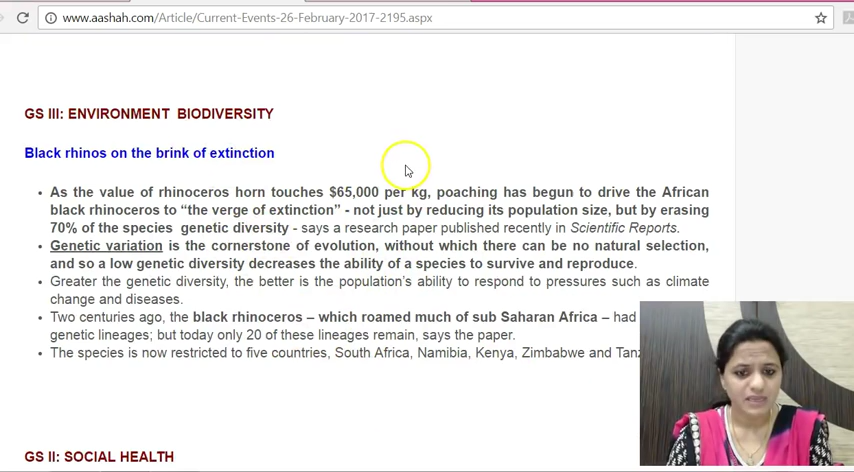 www.aashah.com/Article/Current-Events-26-February-2017-2195.aspx
GS III: ENVIRONMENT BIODIVERSITY
Black rhinos on the brink of extinction
• As the value of rhinoceros horn touches $65,000 per kg, poaching has begun to drive the African
black rhinoceros to “the verge of extinction” - not just by reducing its population size, but by erasing
70% of the species genetic diversity - says a research paper published recently in Scientific Reports.
• Genetic variation is the cornerstone of evolution, without which there can be no natural selection,
and so a low genetic diversity decreases the ability of a species to survive and reproduce.
• Greater the genetic diversity, the better is the population’s ability to respond to pressures such as climate
change and diseases.
• Two centuries ago, the black rhinoceros – which roamed much of sub Saharan Africa – had
genetic lineages; but today only 20 of these lineages remain, says the paper.
• The species is now restricted to five countries, South Africa, Namibia, Kenya, Zimbabwe and
GS II: SOCIAL HEALTH